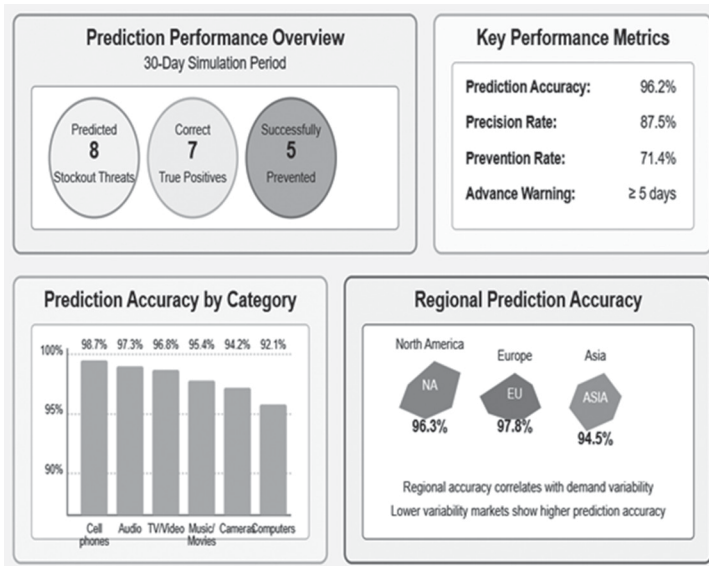 Prediction Performance Overview
30-Day Simulation Period
Predicted
8
Stockout Threats
Correct
7
True Positives
Successfully
5
Prevented
Key Performance Metrics
Prediction Accuracy: 96.2%
Precision Rate: 87.5%
Prevention Rate: 71.4%
Advance Warning: ≥ 5 days
Prediction Accuracy by Category
98.7% 97.3% 96.8% 95.4% 94.2% 92.1%
100%
95%
90%
Cell phones
Audio
TV/Video
Music/ Movies
Cameras
Computers
Regional Prediction Accuracy
North America
NA
96.3%
Europe
EU
97.8%
Asia
ASIA
94.5%
Regional accuracy correlates with demand variability
Lower variability markets show higher prediction accuracy